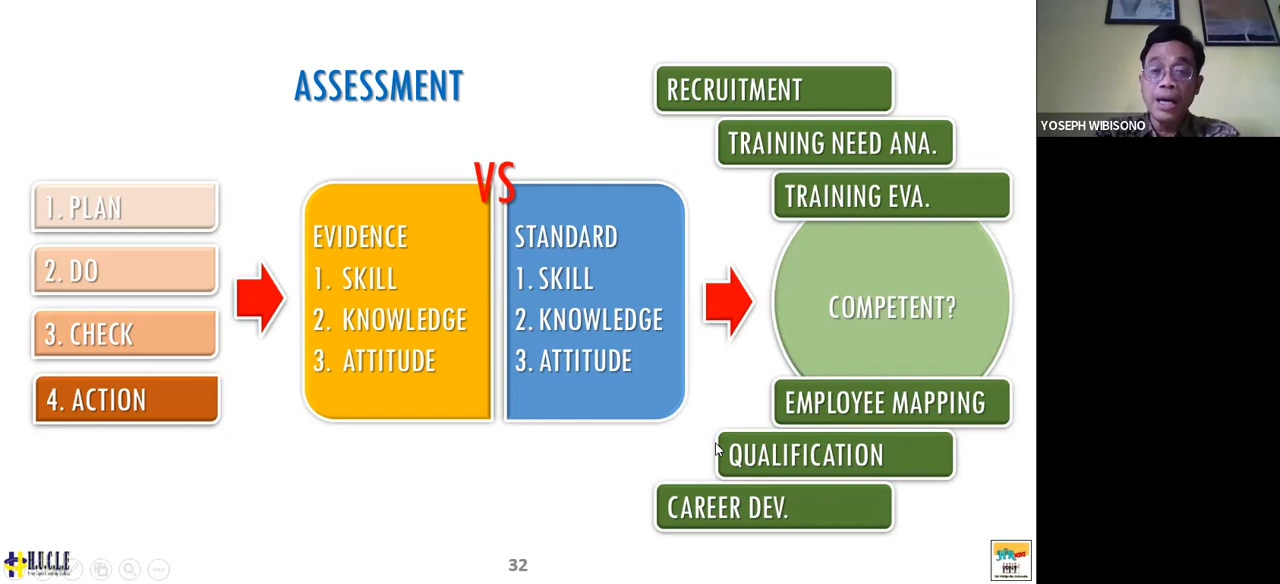 ASSESSMENT
1. PLAN
2. DO
3. CHECK
4. ACTION
VS
EVIDENCE
1. SKILL
2. KNOWLEDGE
3. ATTITUDE
STANDARD
1. SKILL
2. KNOWLEDGE
3. ATTITUDE
RECRUITMENT
TRAINING NEED ANA.
TRAINING EVA.
COMPETENT?
EMPLOYEE MAPPING
QUALIFICATION
CAREER DEV.
YOSEPH WIBISONO
H.U.C.L.E
32